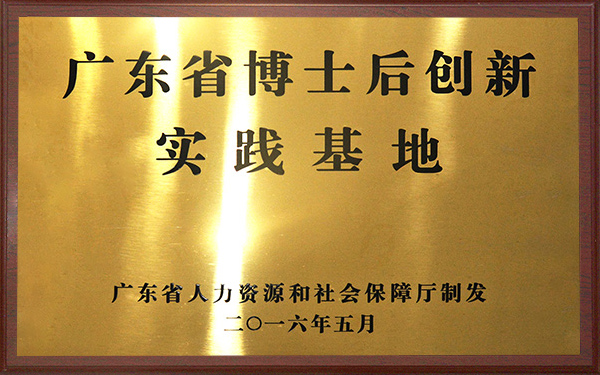 广东省博士后创新
实践基地
广东省人力资源和社会保障厅制发
二〇一六年五月